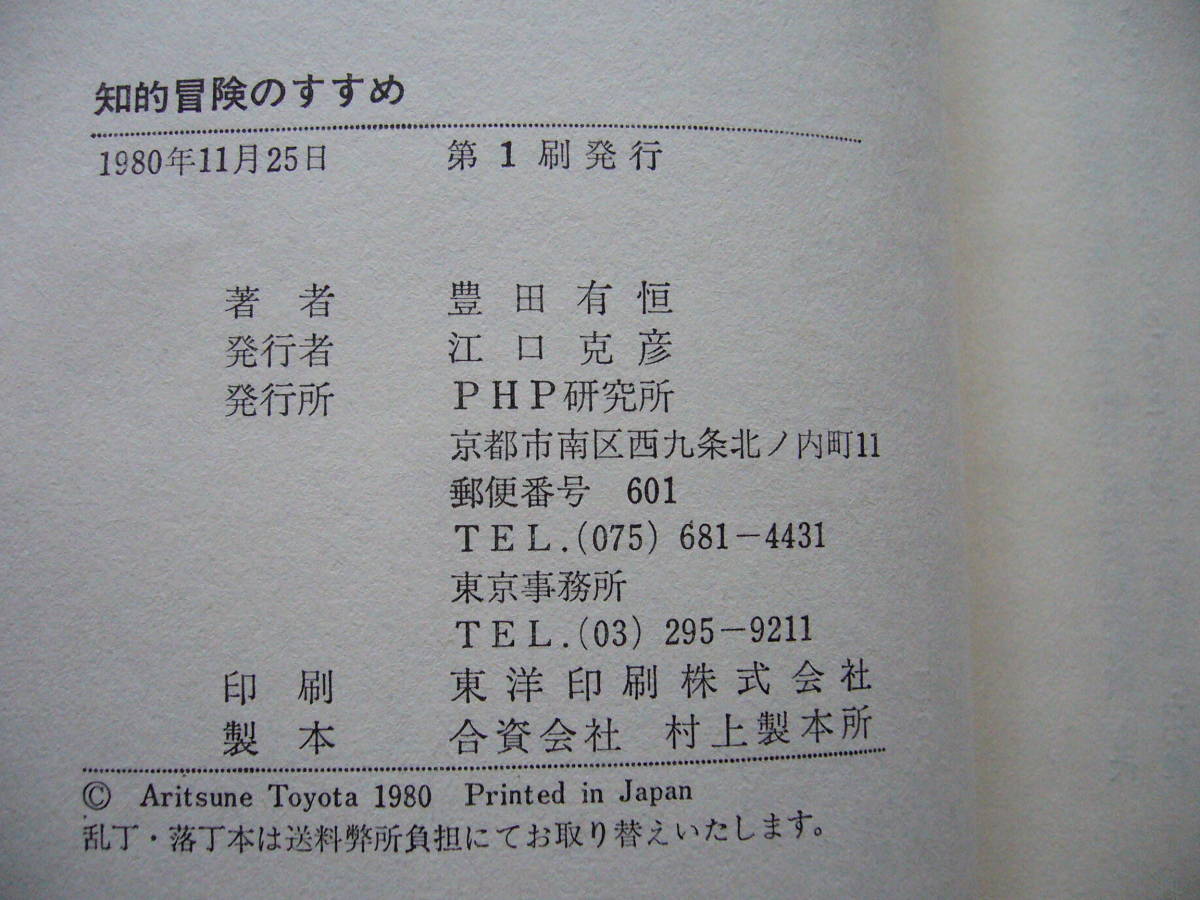 知的冒険のすすめ
1980年11月25日　第1刷発行
著者　豊田有恒
発行者　江口克彦
発行所　PHP研究所
京都市南区西九条北ノ内町11
郵便番号　601
TEL.(075) 681-4431
東京事務所
TEL.(03) 295-9211
印刷　東洋印刷株式会社
製本　合資会社　村上製本所
© Aritsune Toyota 1980　Printed in Japan
乱丁・落丁本は送料弊所負担にてお取り替えいたします。